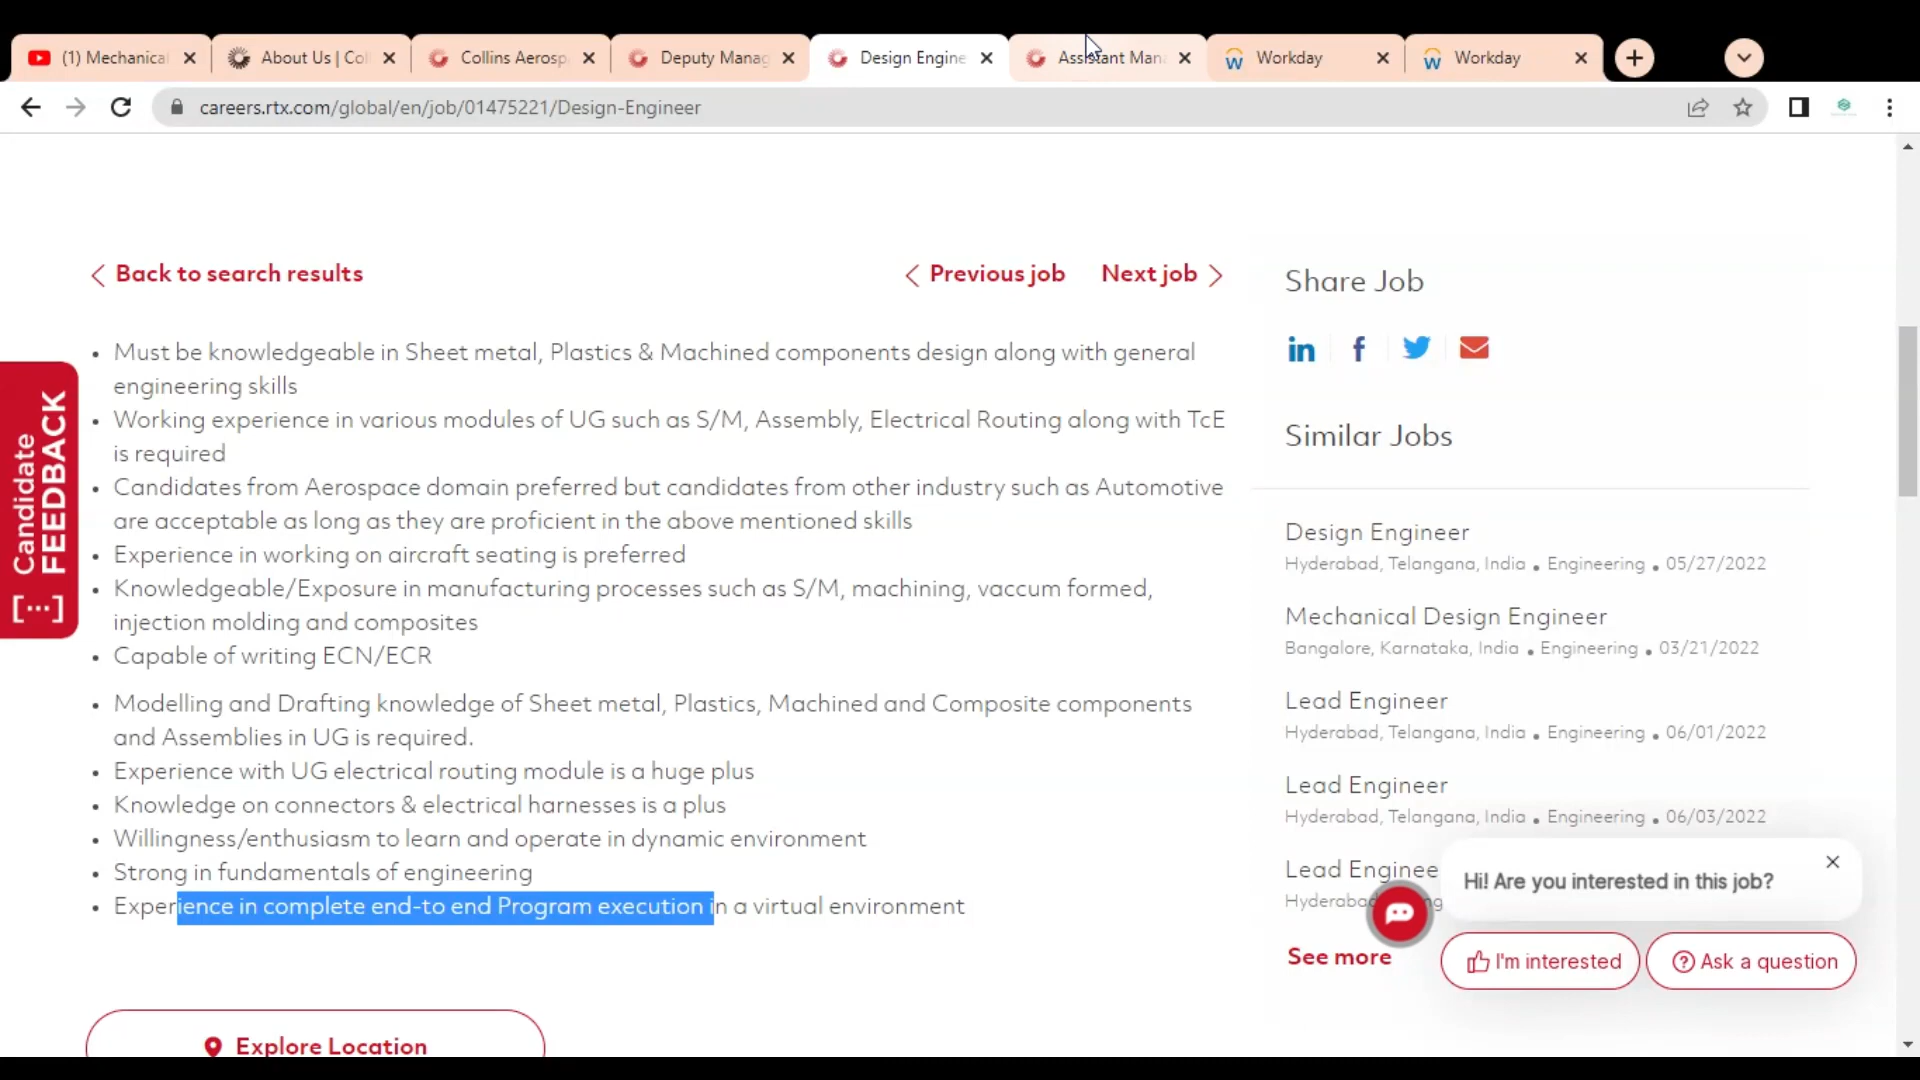 (1) Mechanica
About Us | Col
Collins Aerosp
Deputy Manag
Design Engine
Assistant Man
Workday
Workday
careers.rtx.com/global/en/job/01475221/Design-Engineer
Back to search results
Previous job
Next job
Must be knowledgeable in Sheet metal, Plastics & Machined components design along with general
engineering skills
Working experience in various modules of UG such as S/M, Assembly, Electrical Routing along with TcE
is required
Candidates from Aerospace domain preferred but candidates from other industry such as Automotive
are acceptable as long as they are proficient in the above mentioned skills
Experience in working on aircraft seating is preferred
Knowledgeable/Exposure in manufacturing processes such as S/M, machining, vaccum formed,
injection molding and composites
Capable of writing ECN/ECR
Modelling and Drafting knowledge of Sheet metal, Plastics, Machined and Composite components
and Assemblies in UG is required.
Experience with UG electrical routing module is a huge plus
Knowledge on connectors & electrical harnesses is a plus
Willingness/enthusiasm to learn and operate in dynamic environment
Strong in fundamentals of engineering
Experience in complete end-to end Program execution in a virtual environment
Explore Location
Candidate
FEEDBACK
[···]
Share Job
Similar Jobs
Design Engineer
Hyderabad, Telangana, India • Engineering • 05/27/2022
Mechanical Design Engineer
Bangalore, Karnataka, India • Engineering • 03/21/2022
Lead Engineer
Hyderabad, Telangana, India • Engineering • 06/01/2022
Lead Engineer
Hyderabad, Telangana, India • Engineering • 06/03/2022
Lead Enginee
Hyderabad
ng
See more
Hi! Are you interested in this job?
I'm interested
Ask a question